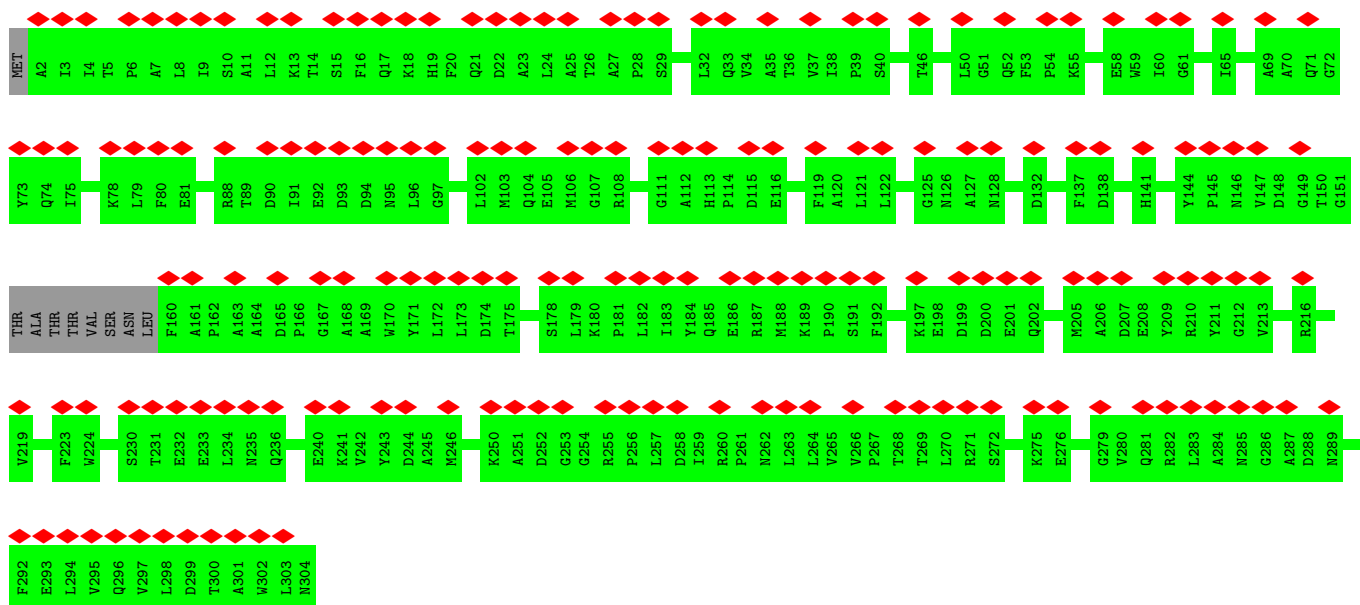 MET A2 I3 I4 T5 P6 A7 L8 I9 S10 A11 L12 K13 T14 S15 F16 Q17 K18 H19 F20 Q21 D22 A23 L24 A25 T26 A27 P28 S29 L32 Q33 V34 A35 T36 V37 I38 P39 S40 T46 L50 G51 Q52 F53 P54 K55 E58 W59 I60 G61 I65 A69 A70 Q71 G72
Y73 Q74 I75 K78 L79 F80 E81 R88 T89 D90 I91 E92 D93 D94 N95 L96 G97 L102 M103 Q104 E105 M106 G107 R108 G111 A112 H113 P114 D115 E116 F119 A120 L121 L122 G125 N126 A127 N128 D132 F137 D138 H141 Y144 P145 N146 V147 D148 G149 T150 G151
THR ALA THR THR VAL SER ASN LEU F160 A161 P162 A163 A164 D165 P166 G167 A168 A169 W170 Y171 L172 L173 D174 T175 S178 L179 K180 P181 L182 I183 Y184 Q185 E186 R187 M188 K189 P190 S191 F192 K197 E198 D199 D200 E201 Q202 M205 A206 D207 E208 Y209 R210 Y211 G212 V213 R216
V219 F223 W224 S230 T231 E232 E233 L234 N235 Q236 E240 K241 V242 Y243 D244 A245 M246 K250 A251 D252 G253 G254 R255 P256 L257 D258 I259 R260 P261 N262 L263 L264 V265 V266 P267 T268 T269 L270 R271 S272 K275 E276 G279 V280 Q281 R282 L283 A284 N285 G286 A287 D288 N289
F292 E293 L294 V295 Q296 V297 L298 D299 T300 A301 W302 L303 N304